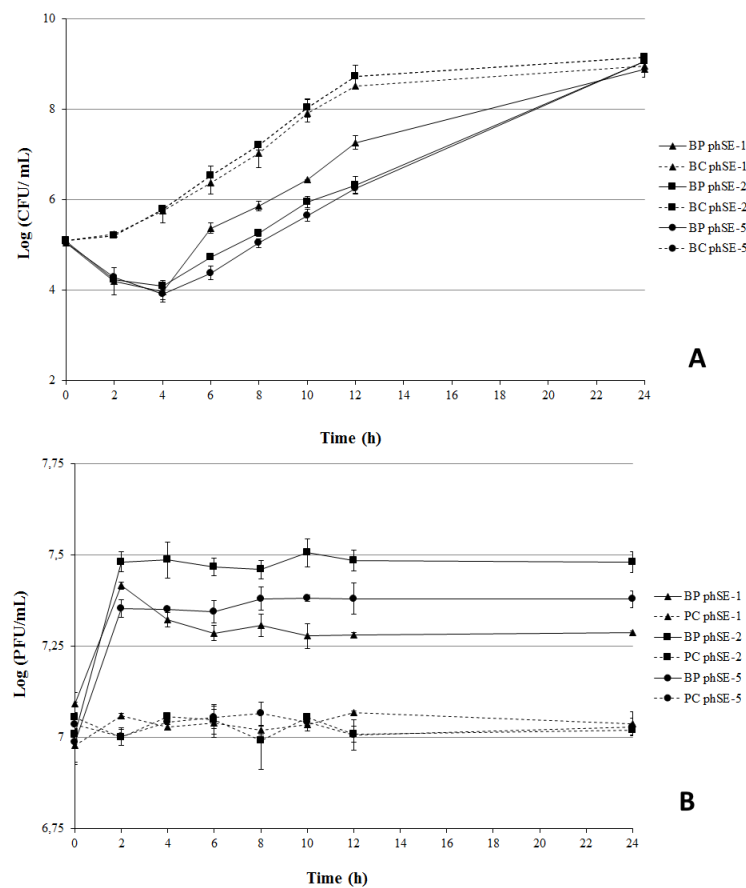 10
8
6
4
2
0
2
4
6
8
10
12
14
16
18
20
22
24
Log (CFU/ mL)
Time (h)
BP phSE-1
BC phSE-1
BP phSE-2
BC phSE-2
BP phSE-5
BC phSE-5
A
7,75
7,5
7,25
7
6,75
0
2
4
6
8
10
12
14
16
18
20
22
24
Log (PFU/mL)
Time (h)
BP phSE-1
PC phSE-1
BP phSE-2
PC phSE-2
BP phSE-5
PC phSE-5
B